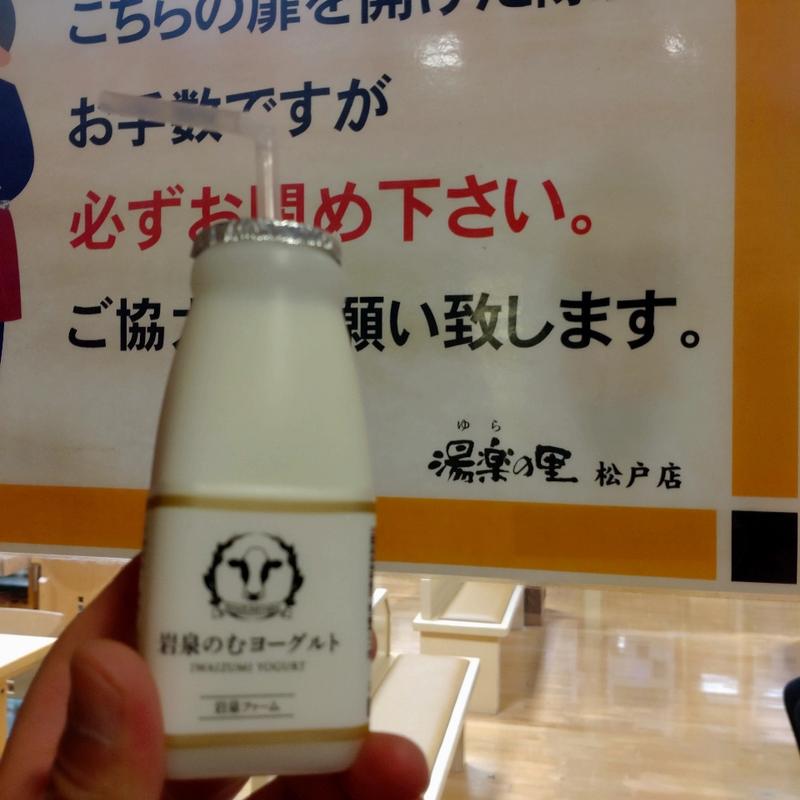 こちらの扉を開けた
お手数ですが
必ずお閉め下さい。
ご協力 願い致します。
ゆら
湯楽の里 松戸店
岩泉のむヨーグルト
IWAIZUMI YOGURT
岩泉ファーム